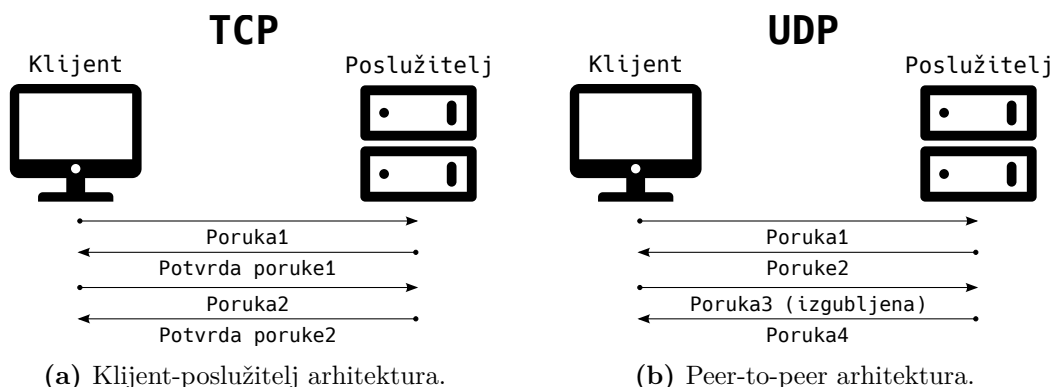 TCP
Klijent
Poslužitelj
Poruka1
Potvrda poruke1
Poruka2
Potvrda poruke2
(a) Klijent-poslužitelj arhitektura.
UDP
Klijent
Poslužitelj
Poruka1
Poruke2
Poruka3 (izgubljena)
Poruka4
(b) Peer-to-peer arhitektura.